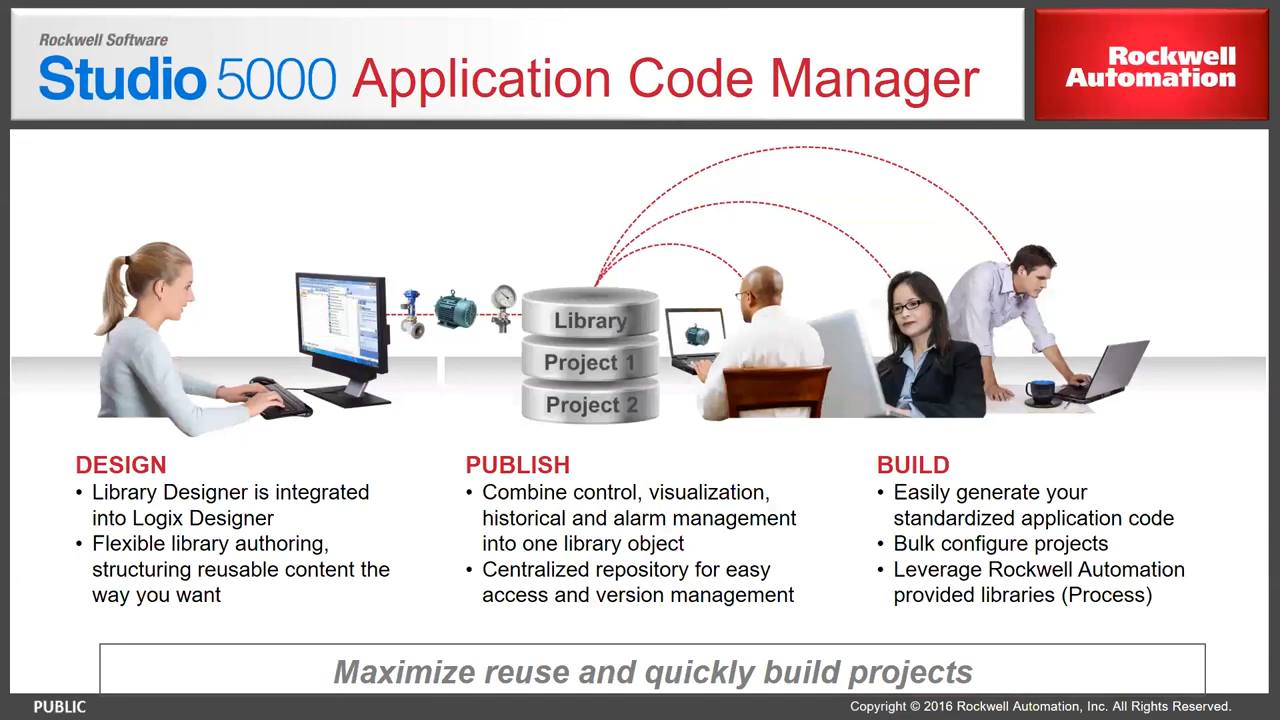 Rockwell Software
Studio 5000 Application Code Manager
Rockwell
Automation
Library
Project 1
Project 2
DESIGN
• Library Designer is integrated
into Logix Designer
• Flexible library authoring,
structuring reusable content the
way you want
PUBLISH
• Combine control, visualization,
historical and alarm management
into one library object
• Centralized repository for easy
access and version management
BUILD
• Easily generate your
standardized application code
• Bulk configure projects
• Leverage Rockwell Automation
provided libraries (Process)
Maximize reuse and quickly build projects
PUBLIC
Copyright © 2016 Rockwell Automation, Inc. All Rights Reserved.